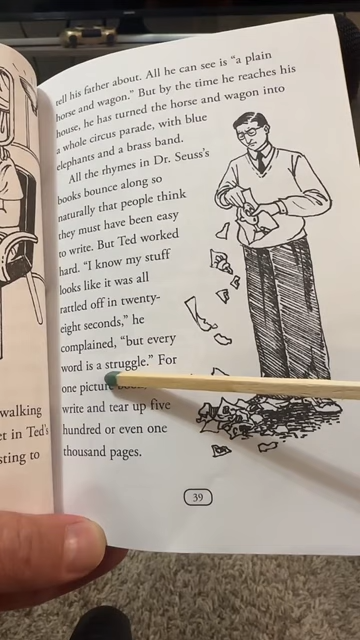 tell his father about. All he can see is “a plain
horse and wagon.” But by the time he reaches his
house, he has turned the horse and wagon into
a whole circus parade, with blue
elephants and a brass band.
All the rhymes in Dr. Seuss’s
books bounce along so
naturally that people think
they must have been easy
to write. But Ted worked
hard. “I know my stuff
looks like it was all
rattled off in twenty-
eight seconds,” he
complained, “but every
word is a struggle.” For
one picture
write and tear up five
hundred or even one
thousand pages.
39
walking
et in Ted’s
sting to